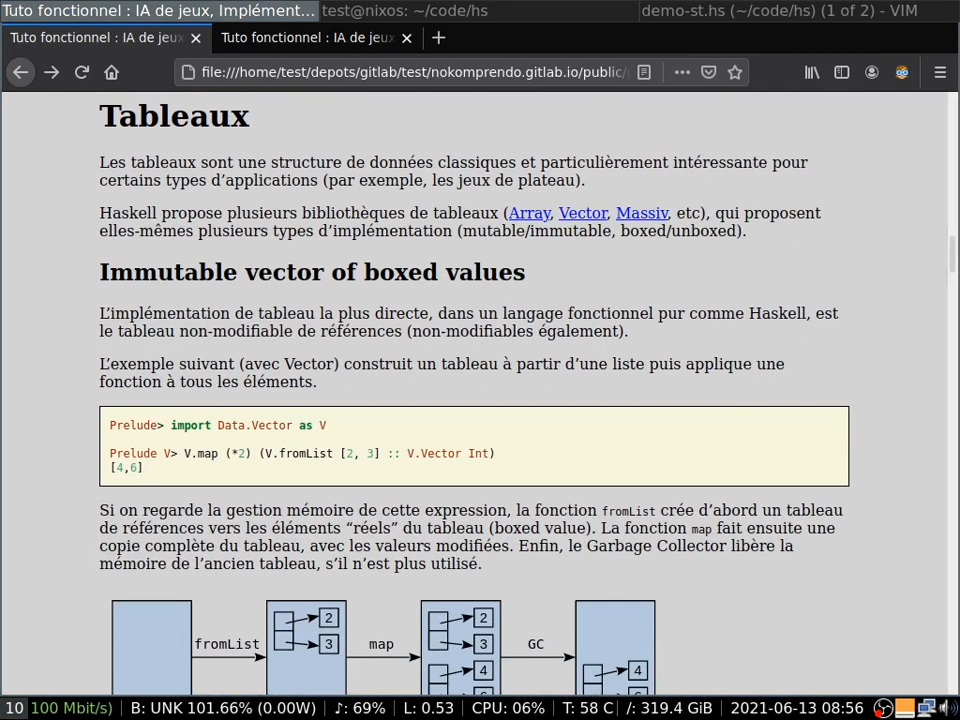 Tuto fonctionnel : IA de jeux, Implément...
test@nixos: ~/code/hs
demo-st.hs (~/code/hs) (1 of 2) - VIM
Tuto fonctionnel : IA de jeux
Tuto fonctionnel : IA de jeux
file:///home/test/depots/gitlab/test/nokomprendo.gitlab.io/public/
Tableaux
Les tableaux sont une structure de données classiques et particulièrement intéressante pour
certains types d’applications (par exemple, les jeux de plateau).
Haskell propose plusieurs bibliothèques de tableaux (Array, Vector, Massiv, etc), qui proposent
elles-mêmes plusieurs types d’implémentation (mutable/immutable, boxed/unboxed).
Immutable vector of boxed values
L’implémentation de tableau la plus directe, dans un langage fonctionnel pur comme Haskell, est
le tableau non-modifiable de références (non-modifiables également).
L’exemple suivant (avec Vector) construit un tableau à partir d’une liste puis applique une
fonction à tous les éléments.
Prelude> import Data.Vector as V
Prelude V> V.map (*2) (V.fromList [2, 3] :: V.Vector Int)
[4,6]
Si on regarde la gestion mémoire de cette expression, la fonction fromList crée d’abord un tableau
de références vers les éléments “réels” du tableau (boxed value). La fonction map fait ensuite une
copie complète du tableau, avec les valeurs modifiées. Enfin, le Garbage Collector libère la
mémoire de l’ancien tableau, s’il n’est plus utilisé.
2 2
fromList 3 map 3 GC
4 4
10 100 Mbit/s) B: UNK 101.66% (0.00W) ♪: 69% L: 0.53 CPU: 06% T: 58 C /: 319.4 GiB 2021-06-13 08:56